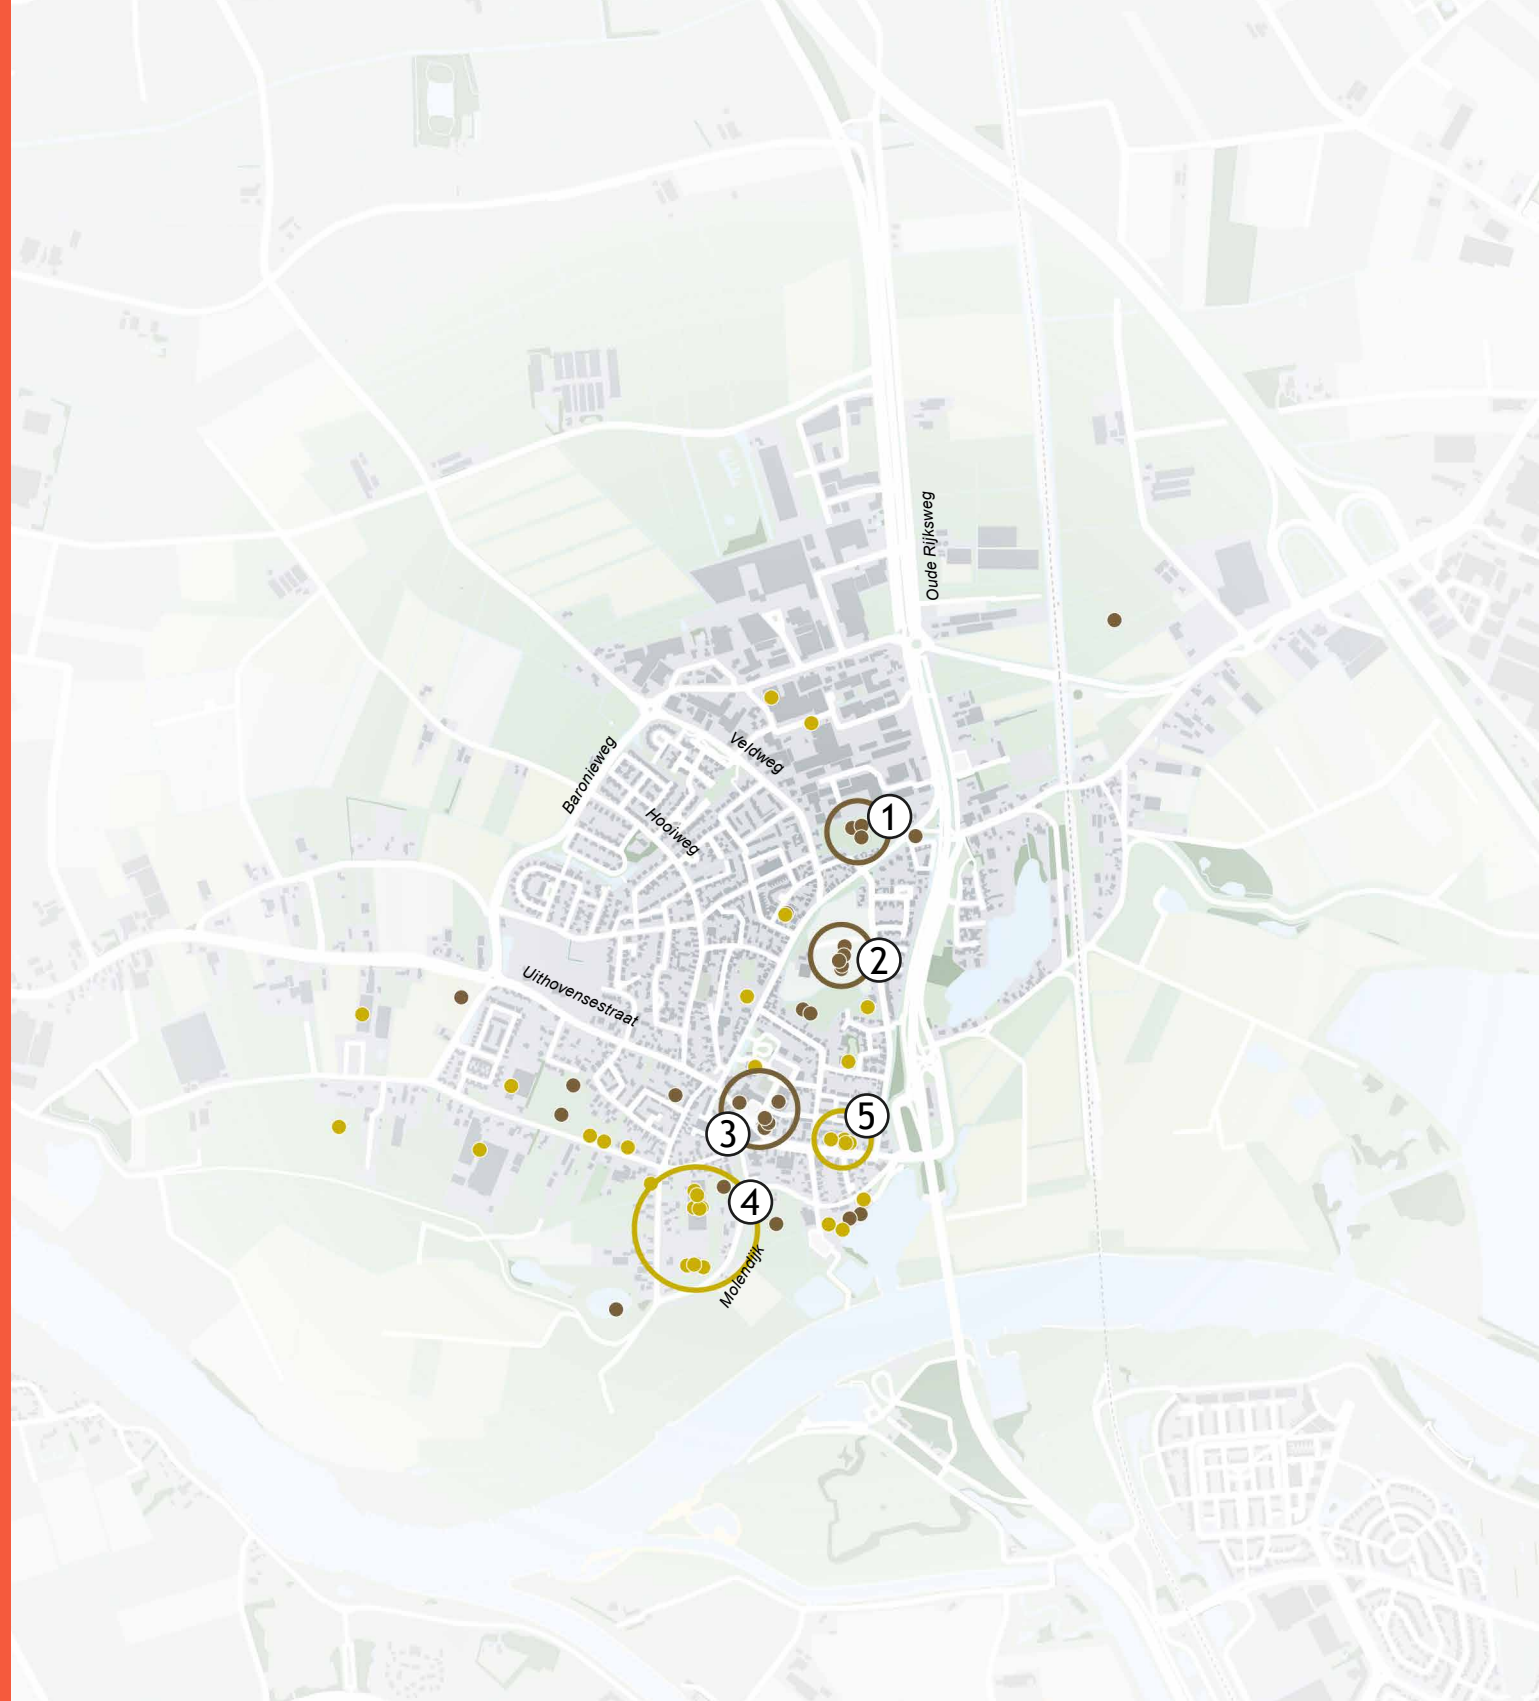 Oude Rijksweg
Veldweg
Baronieweg
Hooiweg
1
2
Uithovensestraat
3
5
4
Molendijk